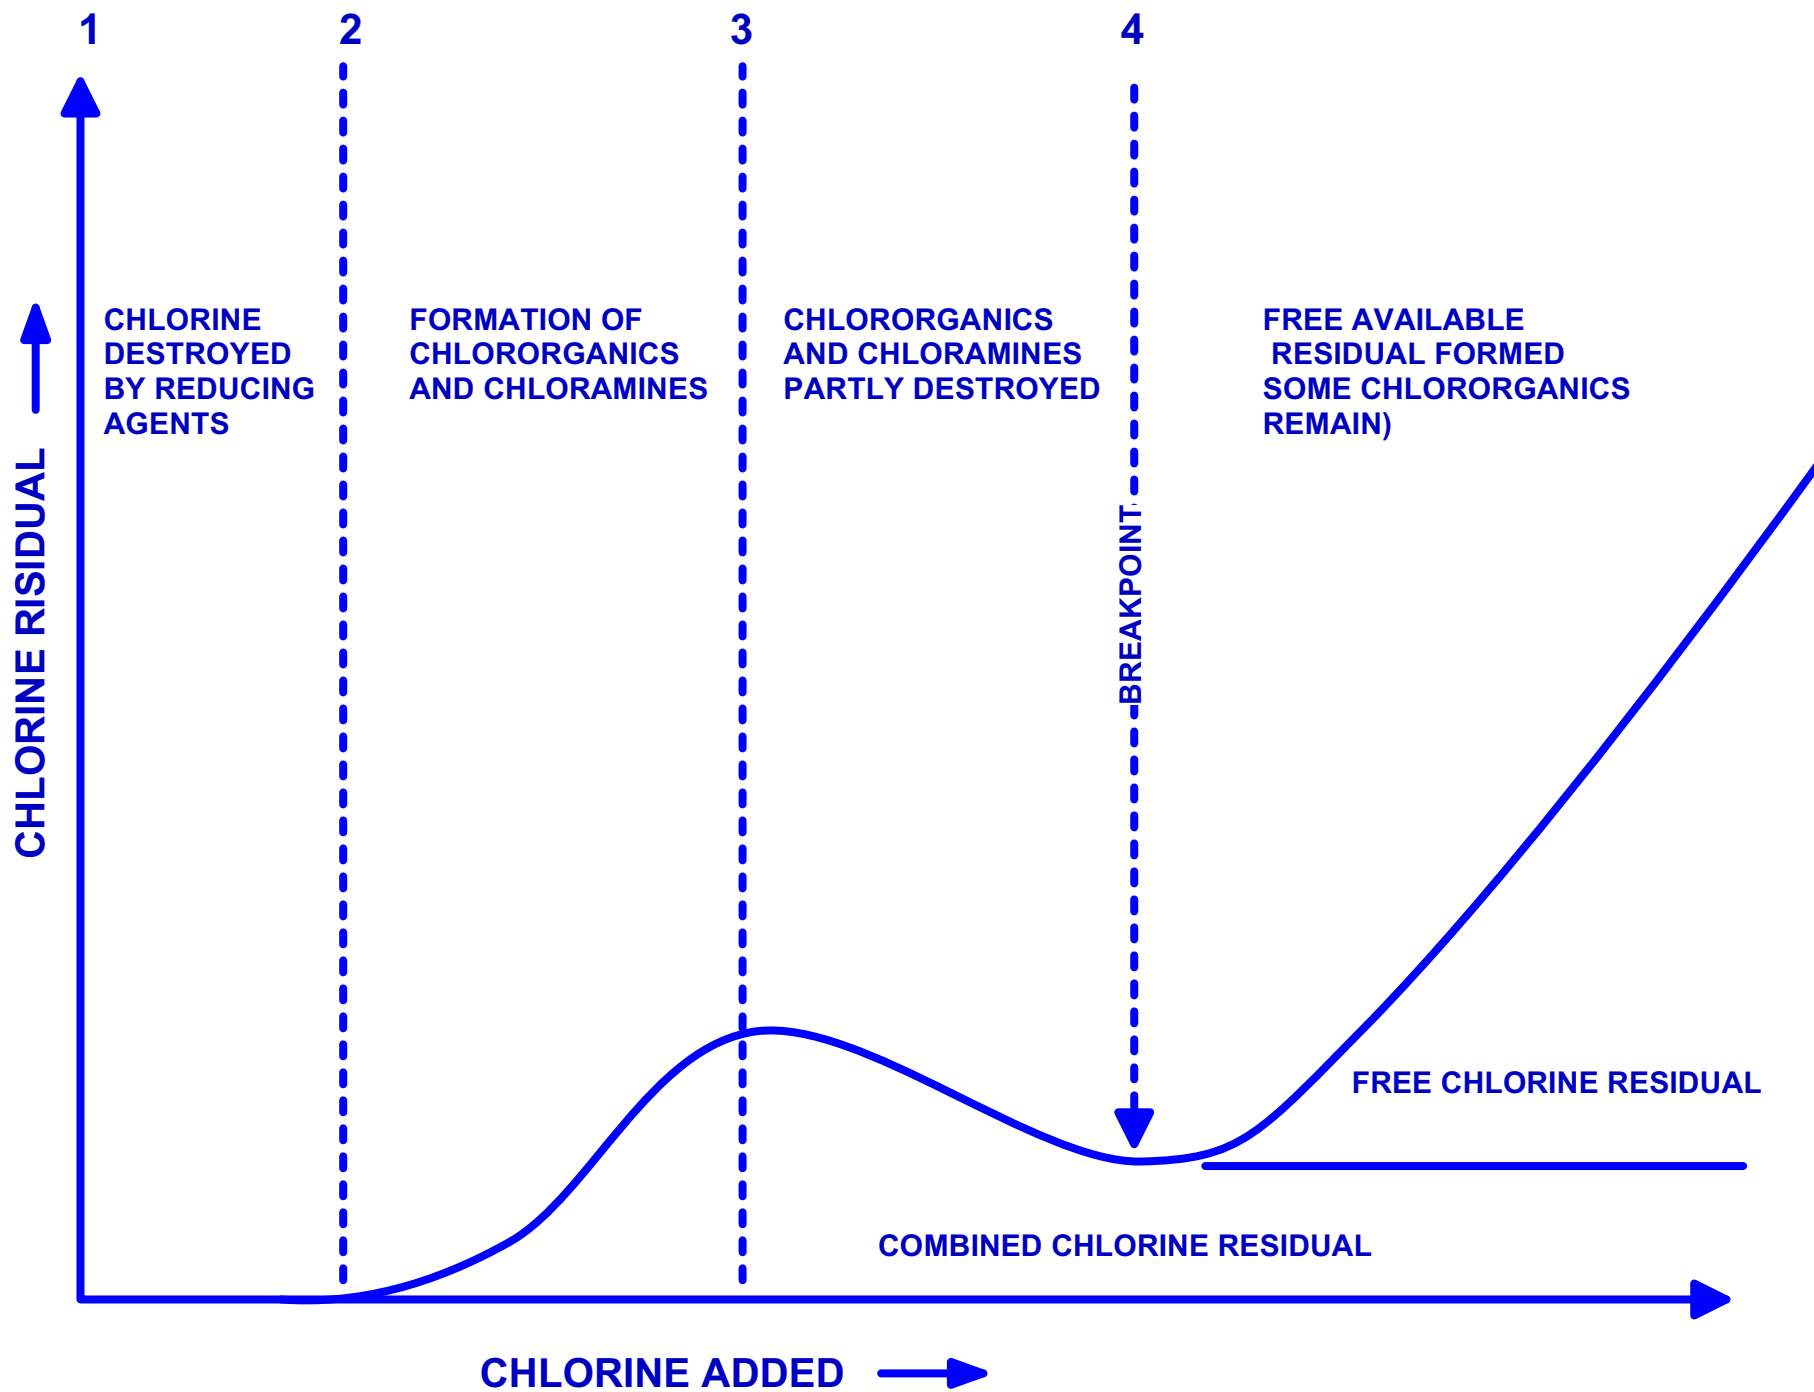 1
2
3
4
CHLORINE
DESTROYED
BY REDUCING
AGENTS
FORMATION OF
CHLORORGANICS
AND CHLORAMINES
CHLORORGANICS
AND CHLORAMINES
PARTLY DESTROYED
FREE AVAILABLE
RESIDUAL FORMED
SOME CHLORORGANICS
REMAIN)
CHLORINE RISIDUAL
BREAKPOINT
FREE CHLORINE RESIDUAL
COMBINED CHLORINE RESIDUAL
CHLORINE ADDED